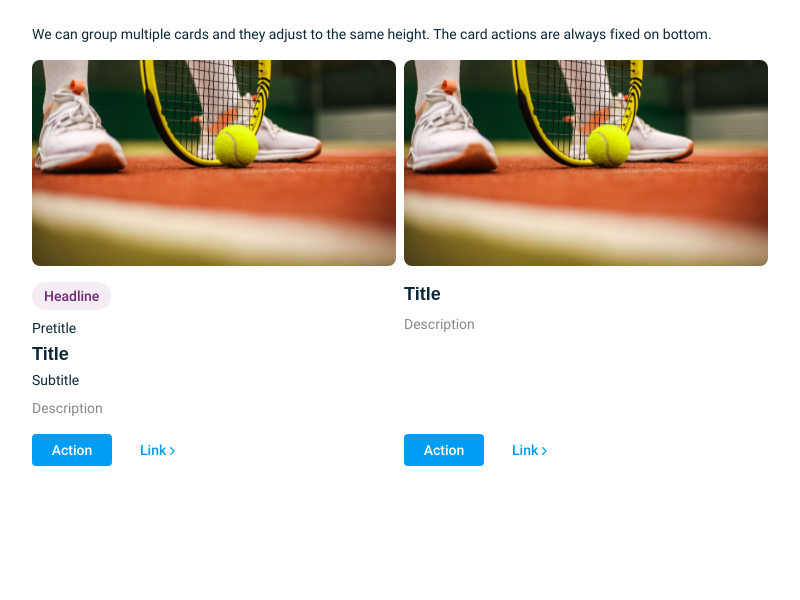 We can group multiple cards and they adjust to the same height. The card actions are always fixed on bottom.
Headline
Pretitle
Title
Subtitle
Description
Action
Link
Title
Description
Action
Link